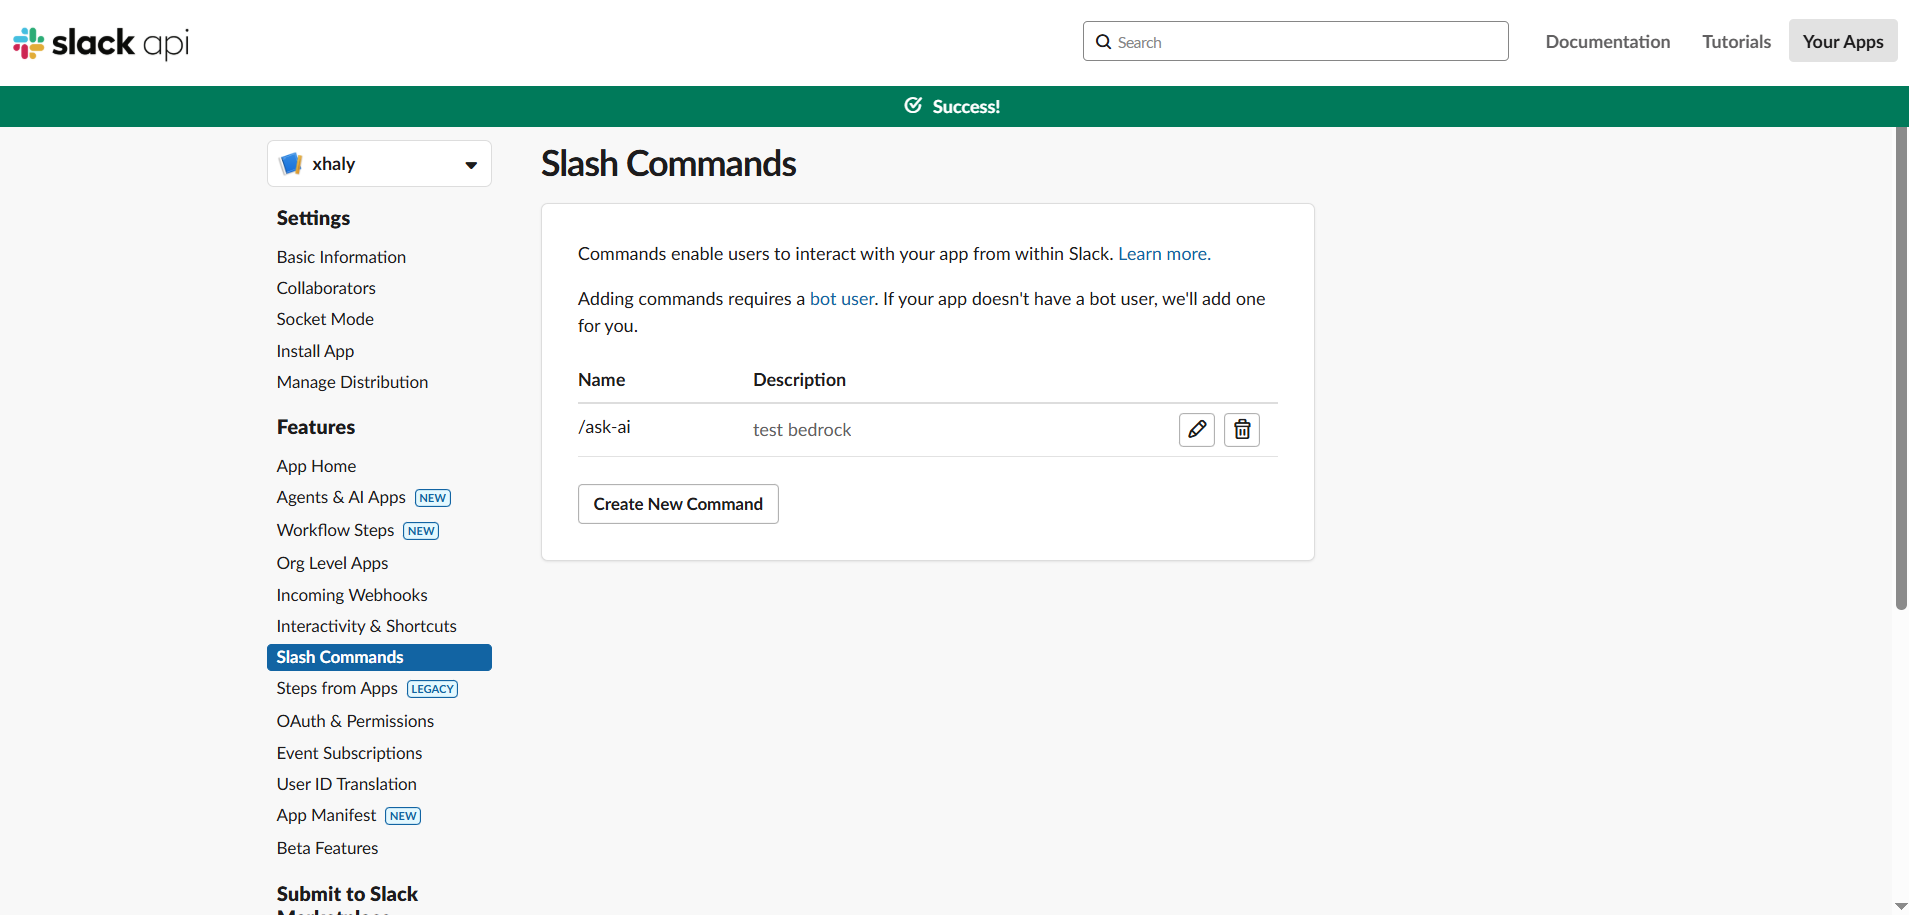 slack api
Search
Documentation
Tutorials
Your Apps
Success!
xhaly
Settings
Basic Information
Collaborators
Socket Mode
Install App
Manage Distribution
Features
App Home
Agents & AI Apps NEW
Workflow Steps NEW
Org Level Apps
Incoming Webhooks
Interactivity & Shortcuts
Slash Commands
Steps from Apps LEGACY
OAuth & Permissions
Event Subscriptions
User ID Translation
App Manifest NEW
Beta Features
Submit to Slack
Slash Commands
Commands enable users to interact with your app from within Slack. Learn more.
Adding commands requires a bot user. If your app doesn't have a bot user, we'll add one
for you.
Name Description
/ask-ai test bedrock
Create New Command